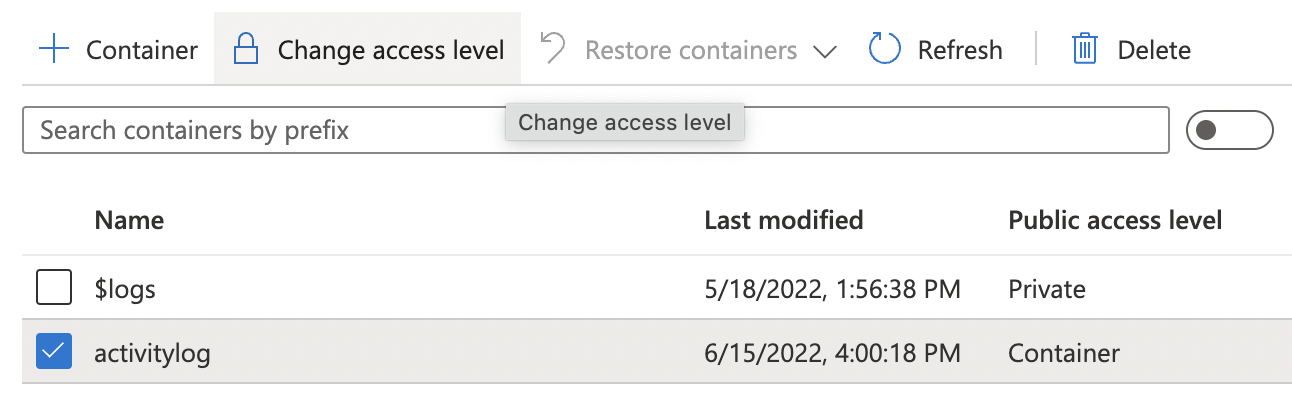 Container Change access level Restore containers Refresh Delete
Search containers by prefix
Change access level
Name Last modified Public access level
$logs 5/18/2022, 1:56:38 PM Private
activitylog 6/15/2022, 4:00:18 PM Container